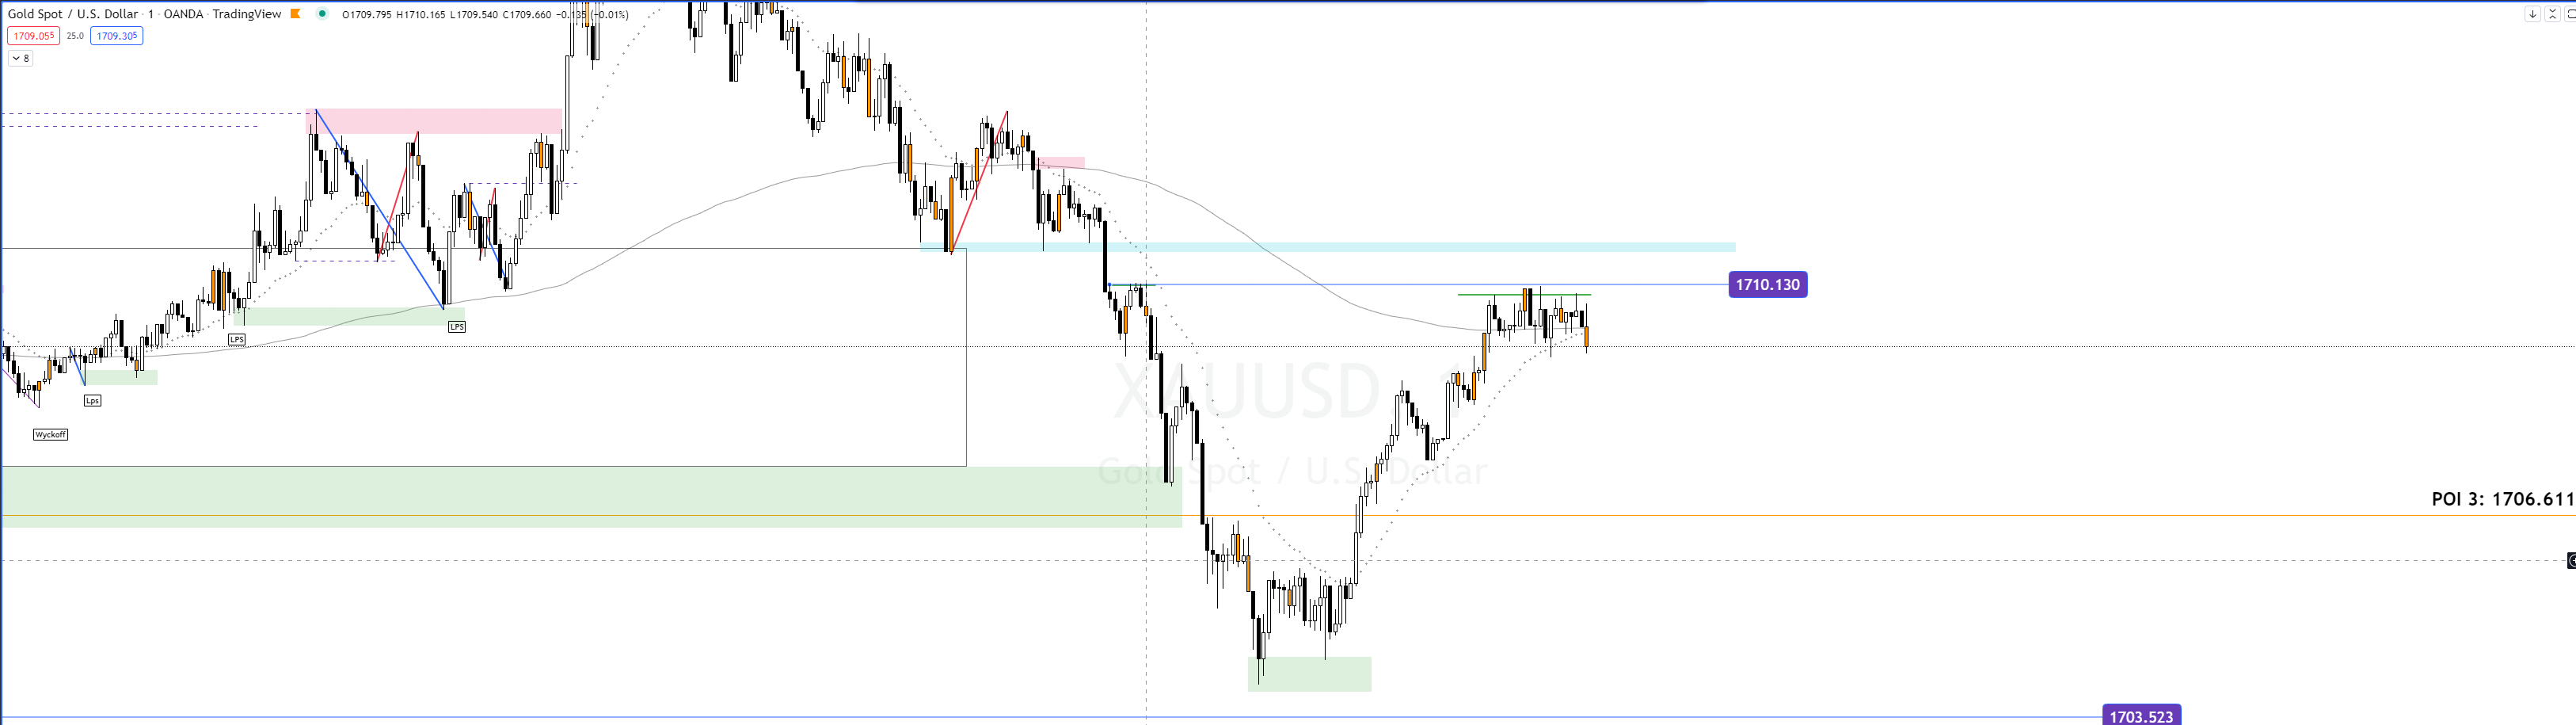 Gold Spot / U.S. Dollar · 1 · OANDA · TradingView O1709.795 H1710.165 L1709.540 C1709.660 −0.135 (−0.01%)
1709.055 25.0 1709.305
8
1710.130
LPS
LPS
Lps
XAUUSD, 1
Wyckoff
Gold Spot / U.S. Dollar
POI 3: 1706.611
1703.523